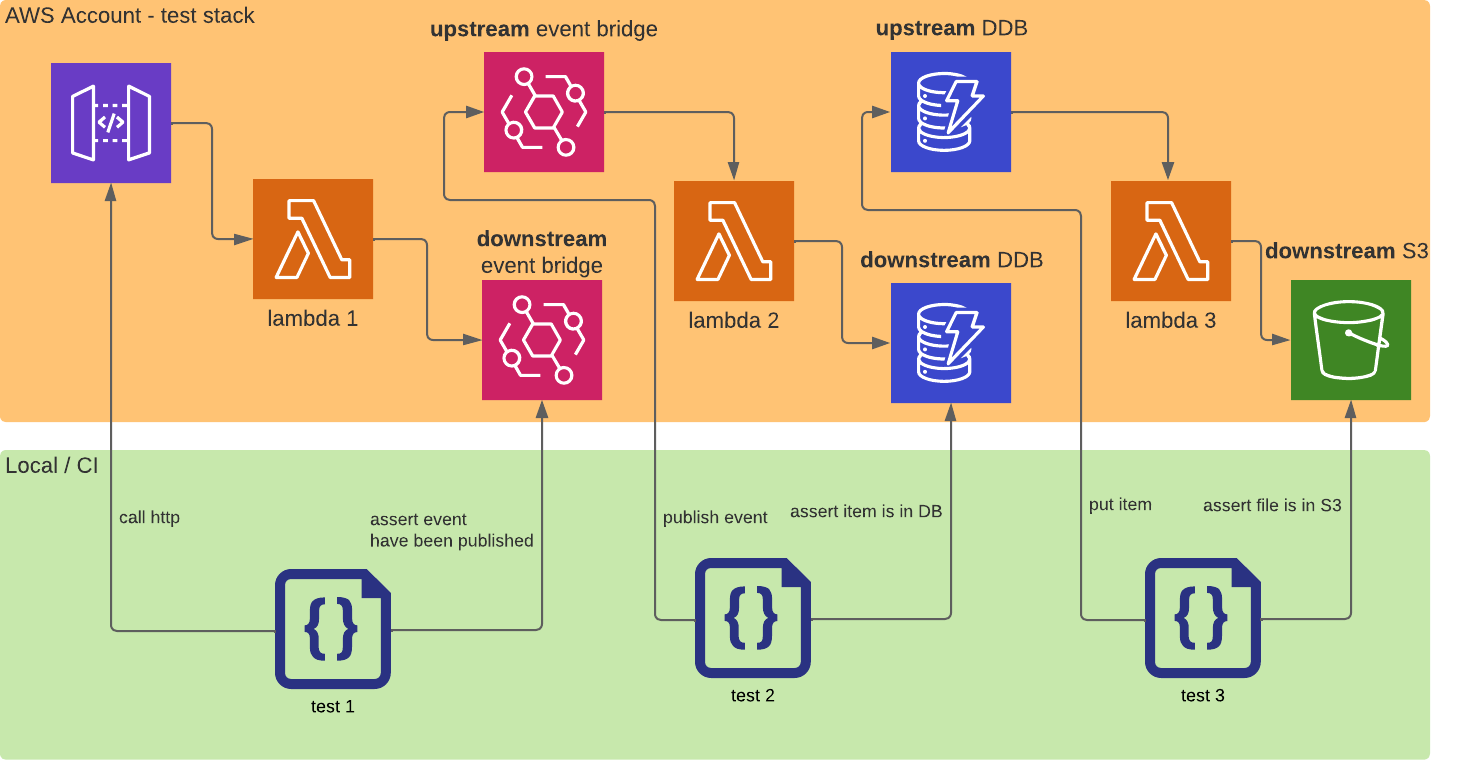 AWS Account - test stack
upstream event bridge
upstream DDB
</>
downstream
event bridge
downstream DDB
downstream S3
lambda 1
lambda 2
lambda 3
Local / CI
call http
assert event
have been published
publish event
assert item is in DB
put item
assert file is in S3
{}
{}
{}
test 1
test 2
test 3